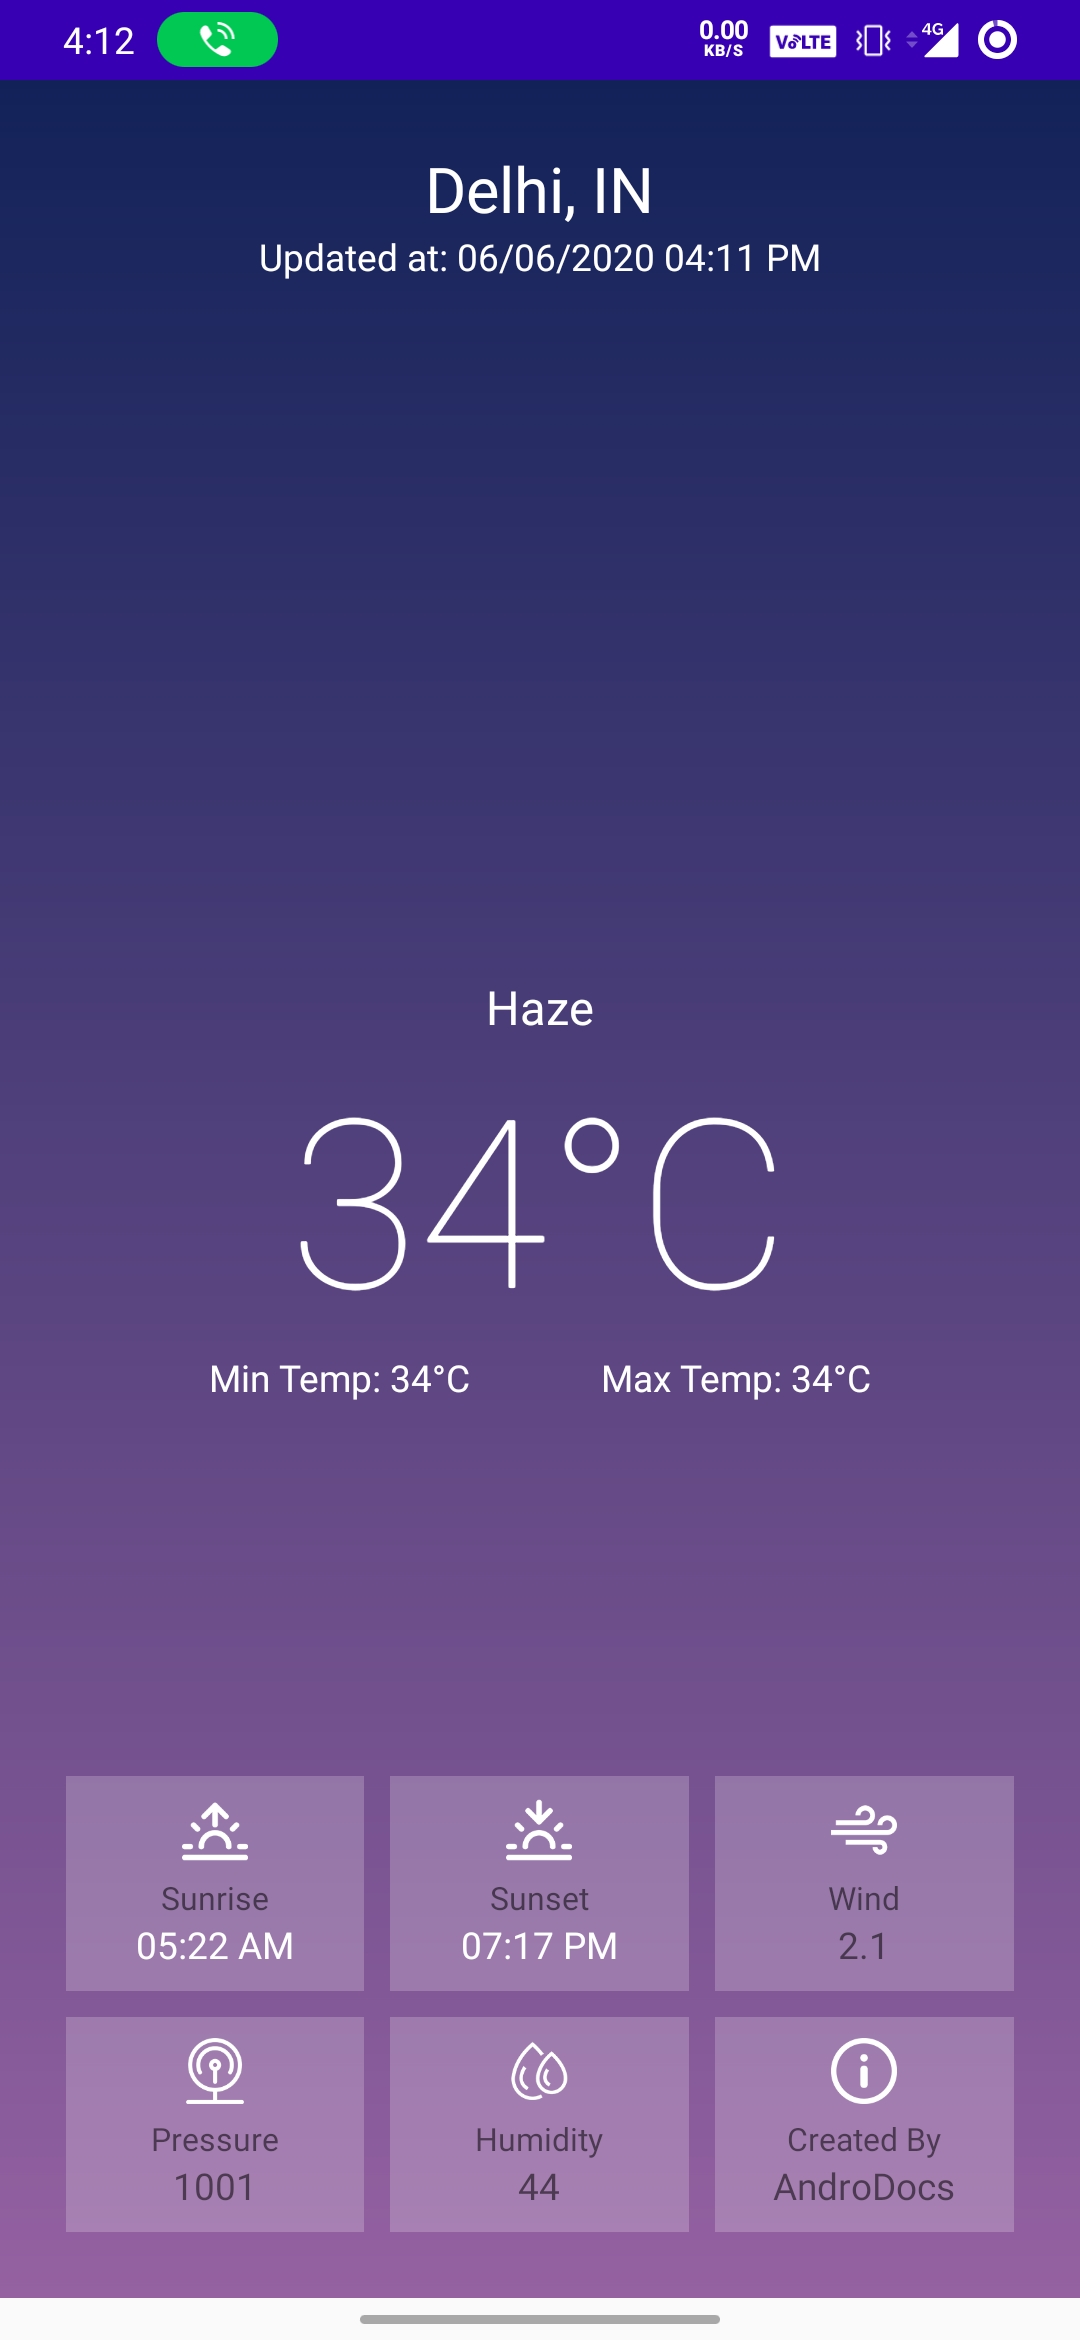 4:12
0.00
KB/S
VoLTE
4G
Delhi, IN
Updated at: 06/06/2020 04:11 PM
Haze
34°C
Min Temp: 34°C
Max Temp: 34°C
Sunrise
05:22 AM
Sunset
07:17 PM
Wind
2.1
Pressure
1001
Humidity
44
Created By
AndroDocs